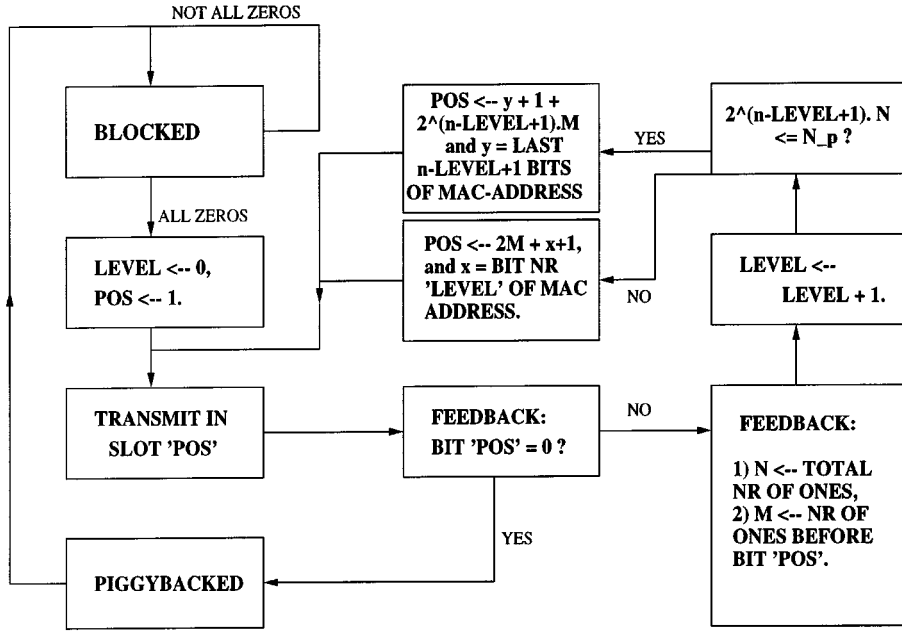 NOT ALL ZEROS
BLOCKED
ALL ZEROS
LEVEL <-- 0,
POS <-- 1.
TRANSMIT IN
SLOT 'POS'
PIGGYBACKED
POS <-- y + 1 +
2^(n-LEVEL+1).M
and y = LAST
n-LEVEL+1 BITS
OF MAC-ADDRESS
POS <-- 2M + x+1,
and x = BIT NR
'LEVEL' OF MAC
ADDRESS.
FEEDBACK:
BIT 'POS' = 0 ?
YES
NO
YES
NO
2^(n-LEVEL+1). N
<= N_p ?
LEVEL <--
LEVEL + 1.
FEEDBACK:
1) N <-- TOTAL
NR OF ONES,
2) M <-- NR OF
ONES BEFORE
BIT 'POS'.